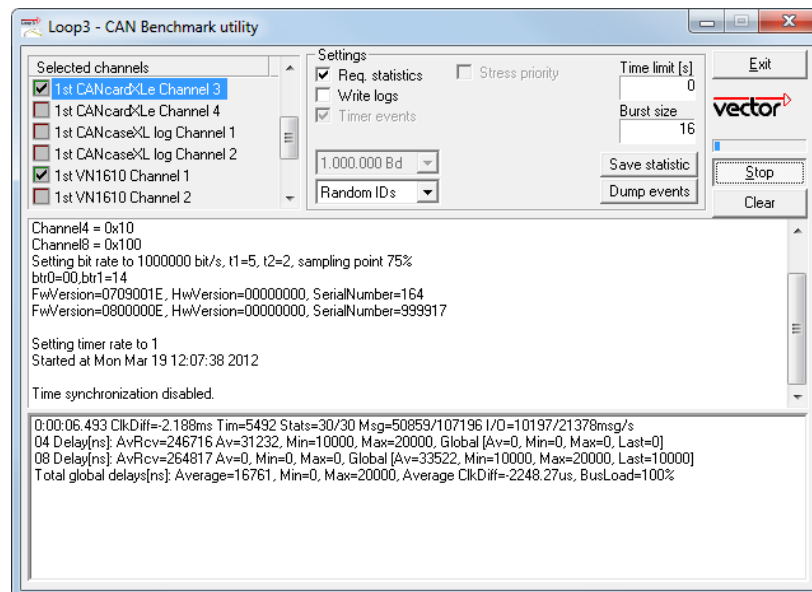 Loop3 - CAN Benchmark utility
Selected channels
1st CANcardXLe Channel 3
1st CANcardXLe Channel 4
1st CANcaseXL log Channel 1
1st CANcaseXL log Channel 2
1st VN1610 Channel 1
1st VN1610 Channel 2
Settings
Req. statistics
Write logs
Timer events
Stress priority
1.000.000 Bd
Random IDs
Time limit [s]
0
Burst size
16
Save statistic
Dump events
Exit
vector
Stop
Clear
Channel4 = 0x10
Channel8 = 0x100
Setting bit rate to 1000000 bit/s, t1=5, t2=2, sampling point 75%
btr0=00,btr1=14
FwVersion=0709001E, HwVersion=00000000, SerialNumber=164
FwVersion=0800000E, HwVersion=00000000, SerialNumber=999917
Setting timer rate to 1
Started at Mon Mar 19 12:07:38 2012
Time synchronization disabled.
0:00:06.493 ClkDiff=-2.188ms Tim=5492 Stats=30/30 Msg=50859/107196 I/O=10197/21378msg/s
04 Delay[ns]: AvRcv=246716 Av=31232, Min=10000, Max=20000, Global [Av=0, Min=0, Max=0, Last=0]
08 Delay[ns]: AvRcv=264817 Av=0, Min=0, Max=0, Global [Av=33522, Min=10000, Max=20000, Last=10000]
Total global delays[ns]: Average=16761, Min=0, Max=20000, Average ClkDiff=-2248.27us, BusLoad=100%